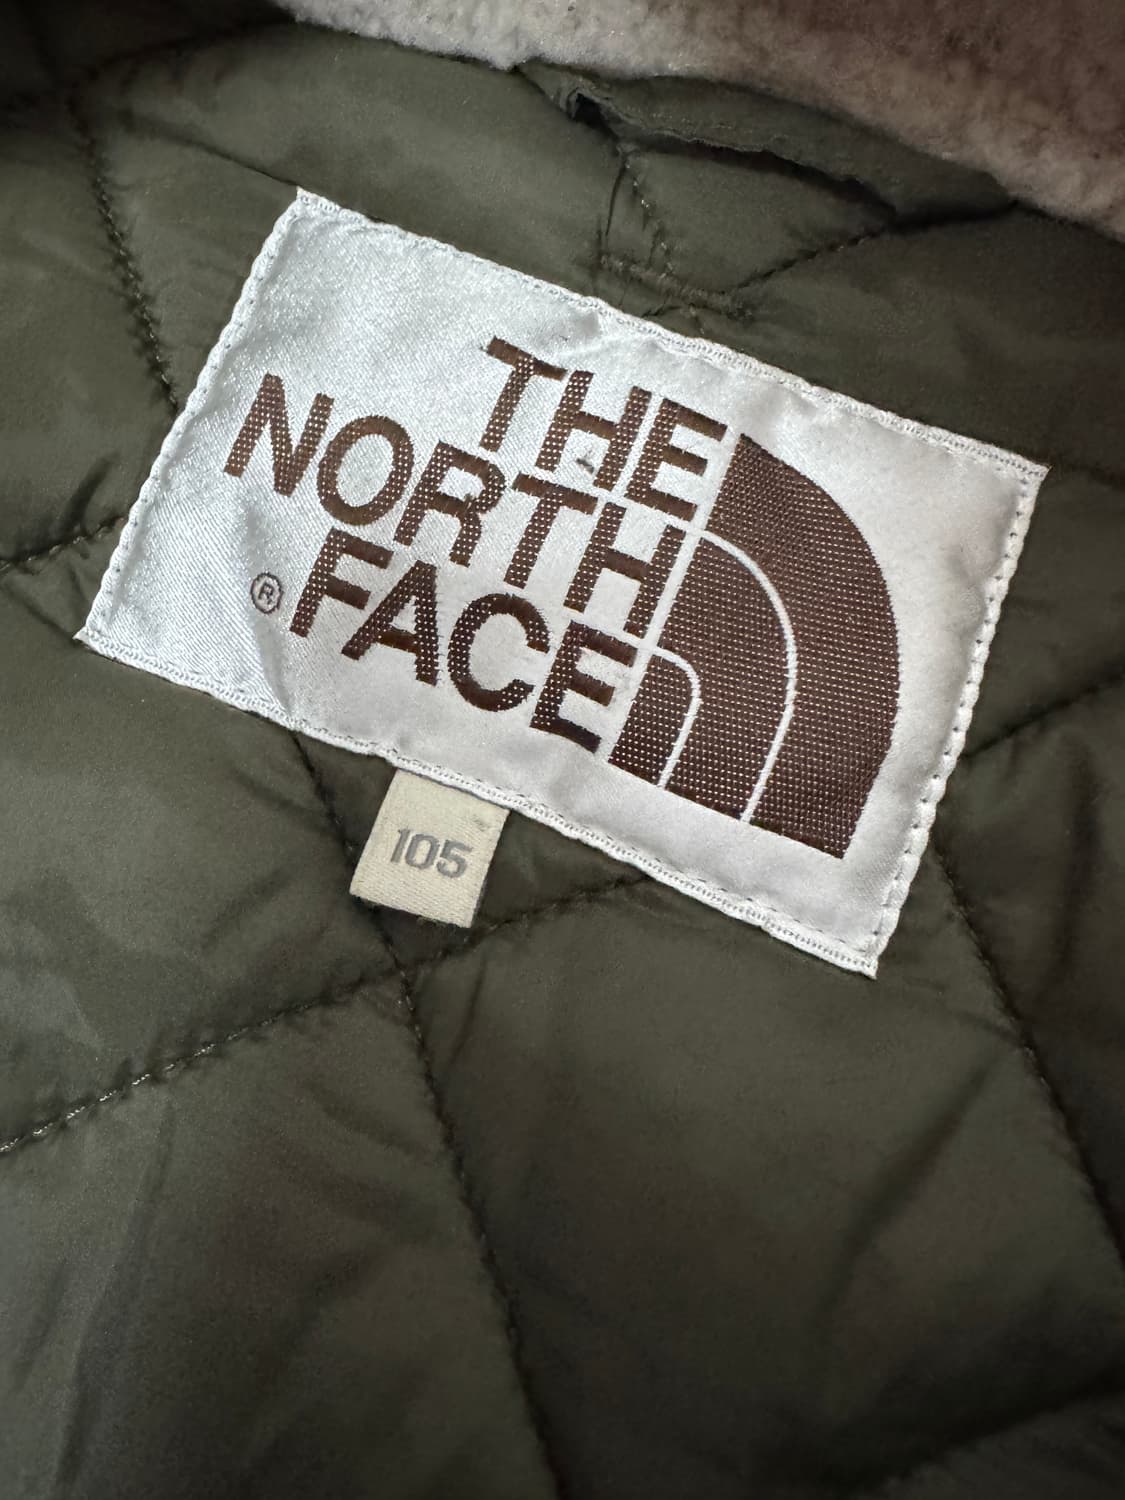 THE
NORTH
® FACE
105